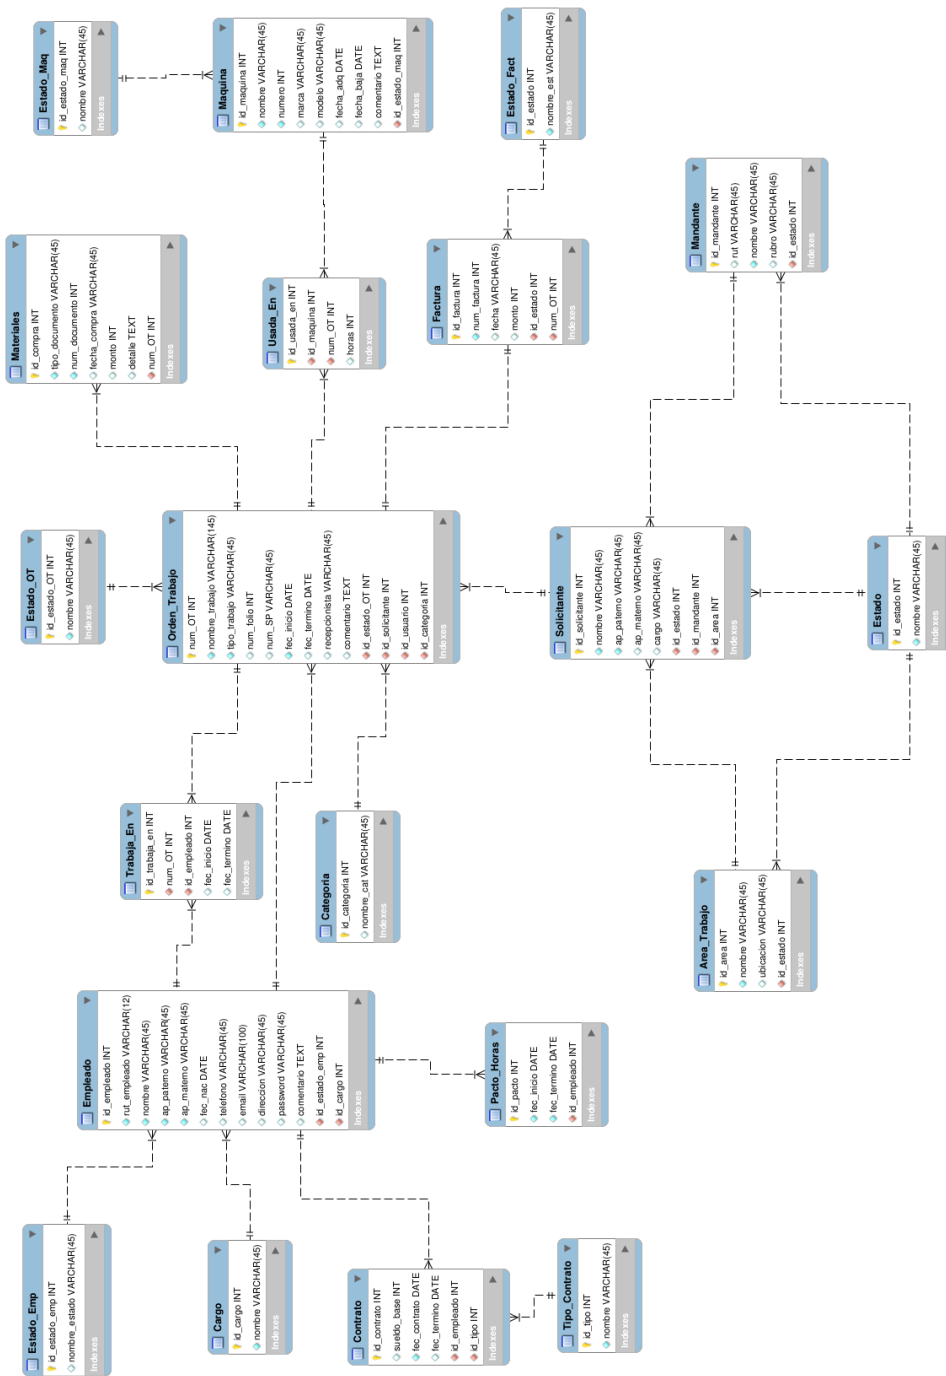 Estado_Emp
id_estado_emp INT
nombre_estado VARCHAR(45)
Indexes
Cargo
id_cargo INT
nombre VARCHAR(45)
Indexes
Contrato
id_contrato INT
sueldo_base INT
fec_contrato DATE
fec_termino DATE
id_empleado INT
id_tipo INT
Indexes
Tipo_Contrato
id_tipo INT
nombre VARCHAR(45)
Indexes
Empleado
id_empleado INT
rut_empleado VARCHAR(12)
nombre VARCHAR(45)
ap_paterno VARCHAR(45)
ap_materno VARCHAR(45)
fec_nac DATE
telefono VARCHAR(45)
email VARCHAR(100)
direccion VARCHAR(45)
password VARCHAR(45)
comentario TEXT
id_estado_emp INT
id_cargo INT
Indexes
Pacto_Horas
id_pacto INT
fec_inicio DATE
fec_termino DATE
id_empleado INT
Indexes
Trabaja_En
id_trabaja_en INT
num_OT INT
id_empleado INT
fec_inicio DATE
fec_termino DATE
Indexes
Categoria
id_categoria INT
nombre_cat VARCHAR(45)
Indexes
Area_Trabajo
id_area INT
nombre VARCHAR(45)
ubicacion VARCHAR(45)
id_estado INT
Indexes
Estado_OT
id_estado_OT INT
nombre VARCHAR(45)
Indexes
Orden_Trabajo
num_OT INT
nombre_trabajo VARCHAR(145)
tipo_trabajo VARCHAR(45)
num_folio INT
num_SP VARCHAR(45)
fec_inicio DATE
fec_termino DATE
recepcionista VARCHAR(45)
comentario TEXT
id_estado_OT INT
id_solicitante INT
id_usuario INT
id_categoria INT
Indexes
Solicitante
id_solicitante INT
nombre VARCHAR(45)
ap_paterno VARCHAR(45)
ap_materno VARCHAR(45)
cargo VARCHAR(45)
id_estado INT
id_mandante INT
id_area INT
Indexes
Estado
id_estado INT
nombre VARCHAR(45)
Indexes
Materiales
id_compra INT
tipo_documento VARCHAR(45)
num_documento INT
fecha_compra VARCHAR(45)
monto INT
detalle TEXT
num_OT INT
Indexes
Usada_En
id_usada_en INT
id_maquina INT
num_OT INT
horas INT
Indexes
Factura
id_factura INT
num_factura INT
fecha VARCHAR(45)
monto INT
id_estado INT
num_OT INT
Indexes
Mandante
id_mandante INT
rut VARCHAR(45)
nombre VARCHAR(45)
rubro VARCHAR(45)
id_estado INT
Indexes
Estado_Maq
id_estado_maq INT
nombre VARCHAR(45)
Indexes
Maquina
id_maquina INT
nombre VARCHAR(45)
numero INT
marca VARCHAR(45)
modelo VARCHAR(45)
fecha_adq DATE
fecha_baja DATE
comentario TEXT
id_estado_maq INT
Indexes
Estado_Fact
id_estado INT
nombre_est VARCHAR(45)
Indexes